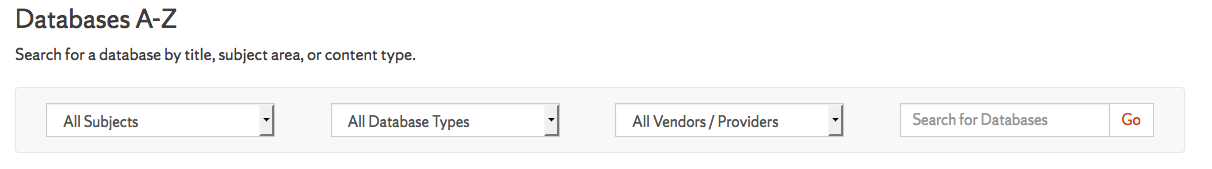 Databases A-Z
Search for a database by title, subject area, or content type.
All Subjects
All Database Types
All Vendors / Providers
Search for Databases
Go